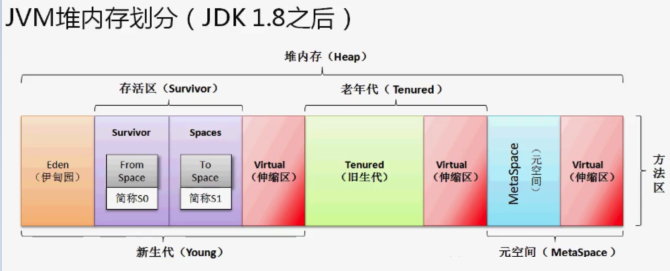 JVM堆内存划分（JDK 1.8之后）
堆内存（Heap）
存活区（Survivor）
老年代（Tenured）
Eden
（伊甸园）
Survivor
Spaces
From
Space
简称S0
To
Space
简称S1
Virtual
（伸缩区）
Tenured
（旧生代）
Virtual
（伸缩区）
MetaSpace
（元空间）
Virtual
（伸缩区）
方法区
新生代（Young）
元空间（MetaSpace）